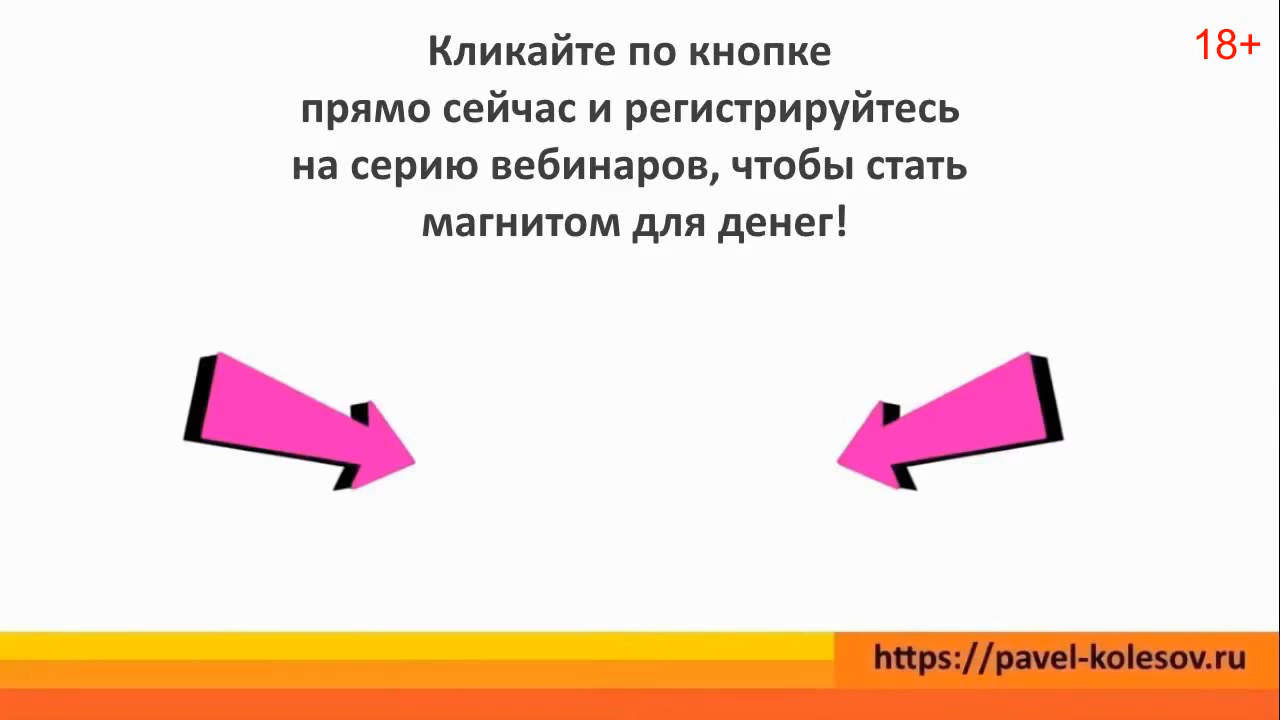 Кликайте по кнопке
18+
прямо сейчас и регистрируйтесь
на серию вебинаров, чтобы стать
магнитом для денег!
https://pavel-kolesov.ru